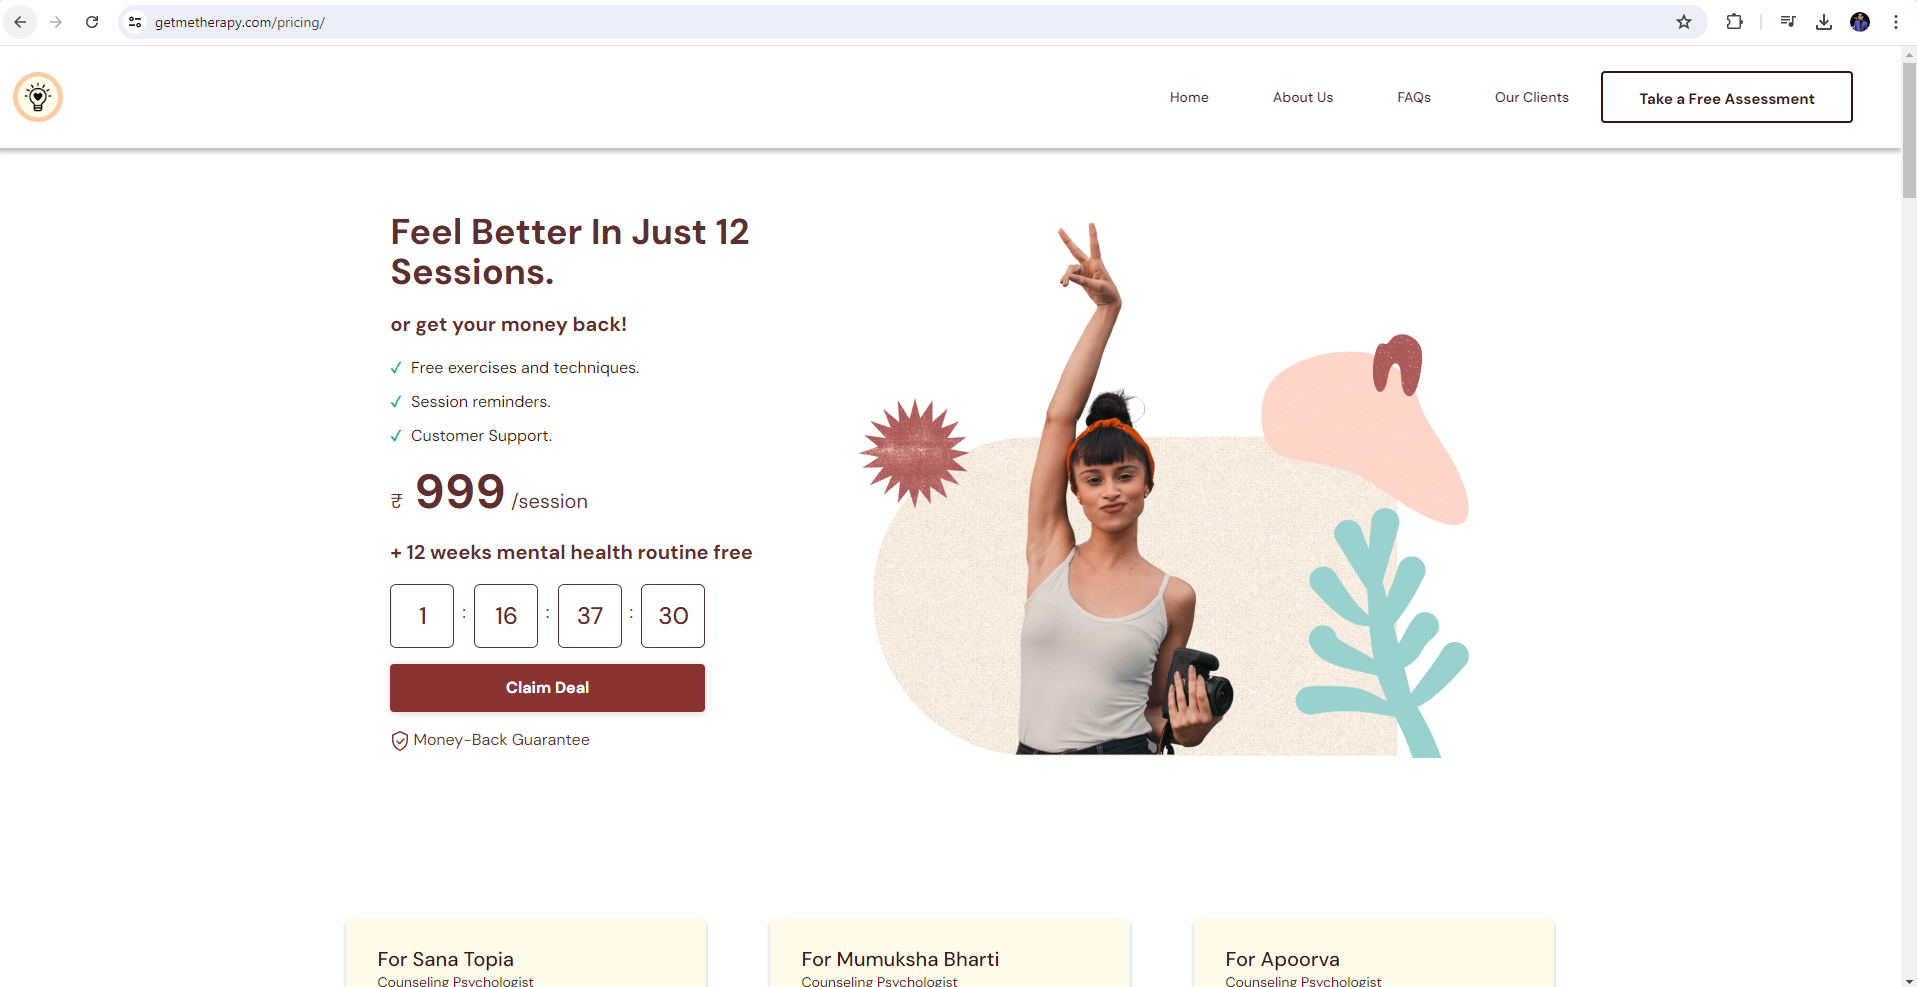 getmetherapy.com/pricing/
Home
About Us
FAQs
Our Clients
Take a Free Assessment
Feel Better In Just 12
Sessions.
or get your money back!
✓ Free exercises and techniques.
✓ Session reminders.
✓ Customer Support.
₹ 999 /session
+ 12 weeks mental health routine free
1 : 16 : 37 : 30
Claim Deal
Money-Back Guarantee
For Sana Topia
Counseling Psychologist
For Mumuksha Bharti
Counseling Psychologist
For Apoorva
Counseling Psychologist